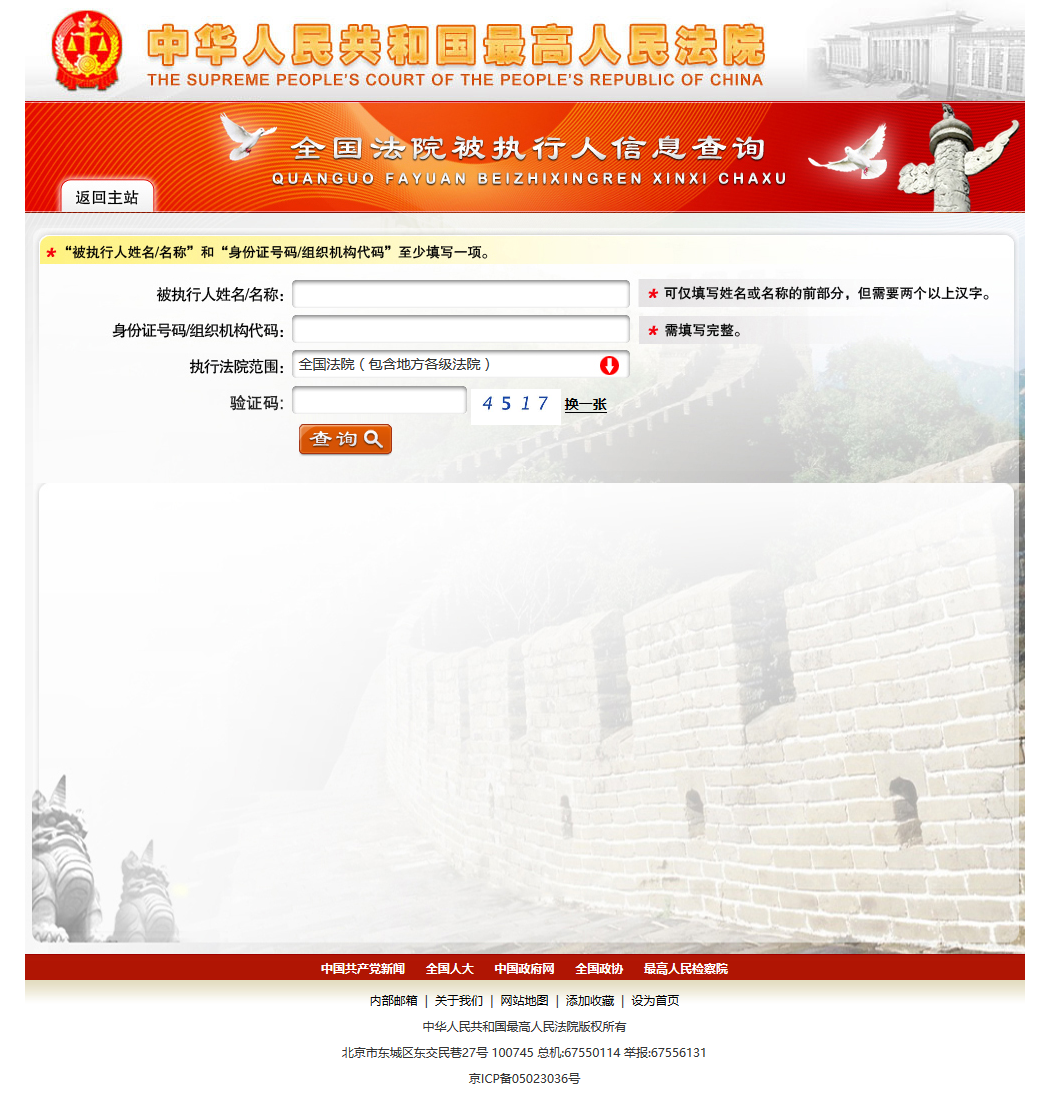 中华人民共和国最高人民法院
THE SUPREME PEOPLE'S COURT OF THE PEOPLE'S REPUBLIC OF CHINA
全国法院被执行人信息查询
QUANGUO FAYUAN BEIZHIXINGREN XINXI CHAXU
返回主站
* “被执行人姓名/名称”和“身份证号码/组织机构代码”至少填写一项。
被执行人姓名/名称: * 可仅填写姓名或名称的前部分，但需要两个以上汉字。
身份证号码/组织机构代码: * 需填写完整。
执行法院范围: 全国法院（包含地方各级法院）
验证码: 4517 换一张
查询
中国共产党新闻 全国人大 中国政府网 全国政协 最高人民检察院
内部邮箱 | 关于我们 | 网站地图 | 添加收藏 | 设为首页
中华人民共和国最高人民法院版权所有
北京市东城区东交民巷27号 100745 总机:67550114 举报:67556131
京ICP备05023036号